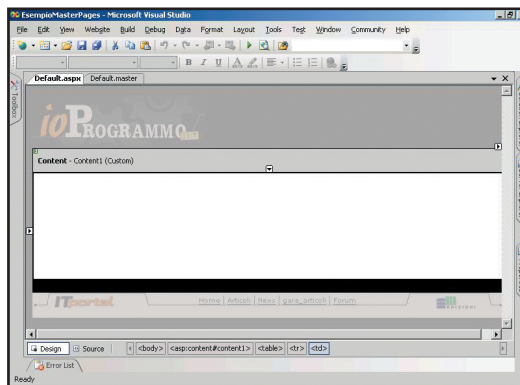 EsempioMasterPages - Microsoft Visual Studio
File Edit View Website Build Debug Data Format Layout Tools Test Window Community Help
B I U A
Default.aspx Default.master
Toolbox
ioPROGRAMMO
Content - Content1 (Custom)
ITportal Home | Articoli | News | gare_articoli | Forum EDIZIONI
Design Source <body> <asp:content#content1> <table> <tr> <td>
Error List
Ready